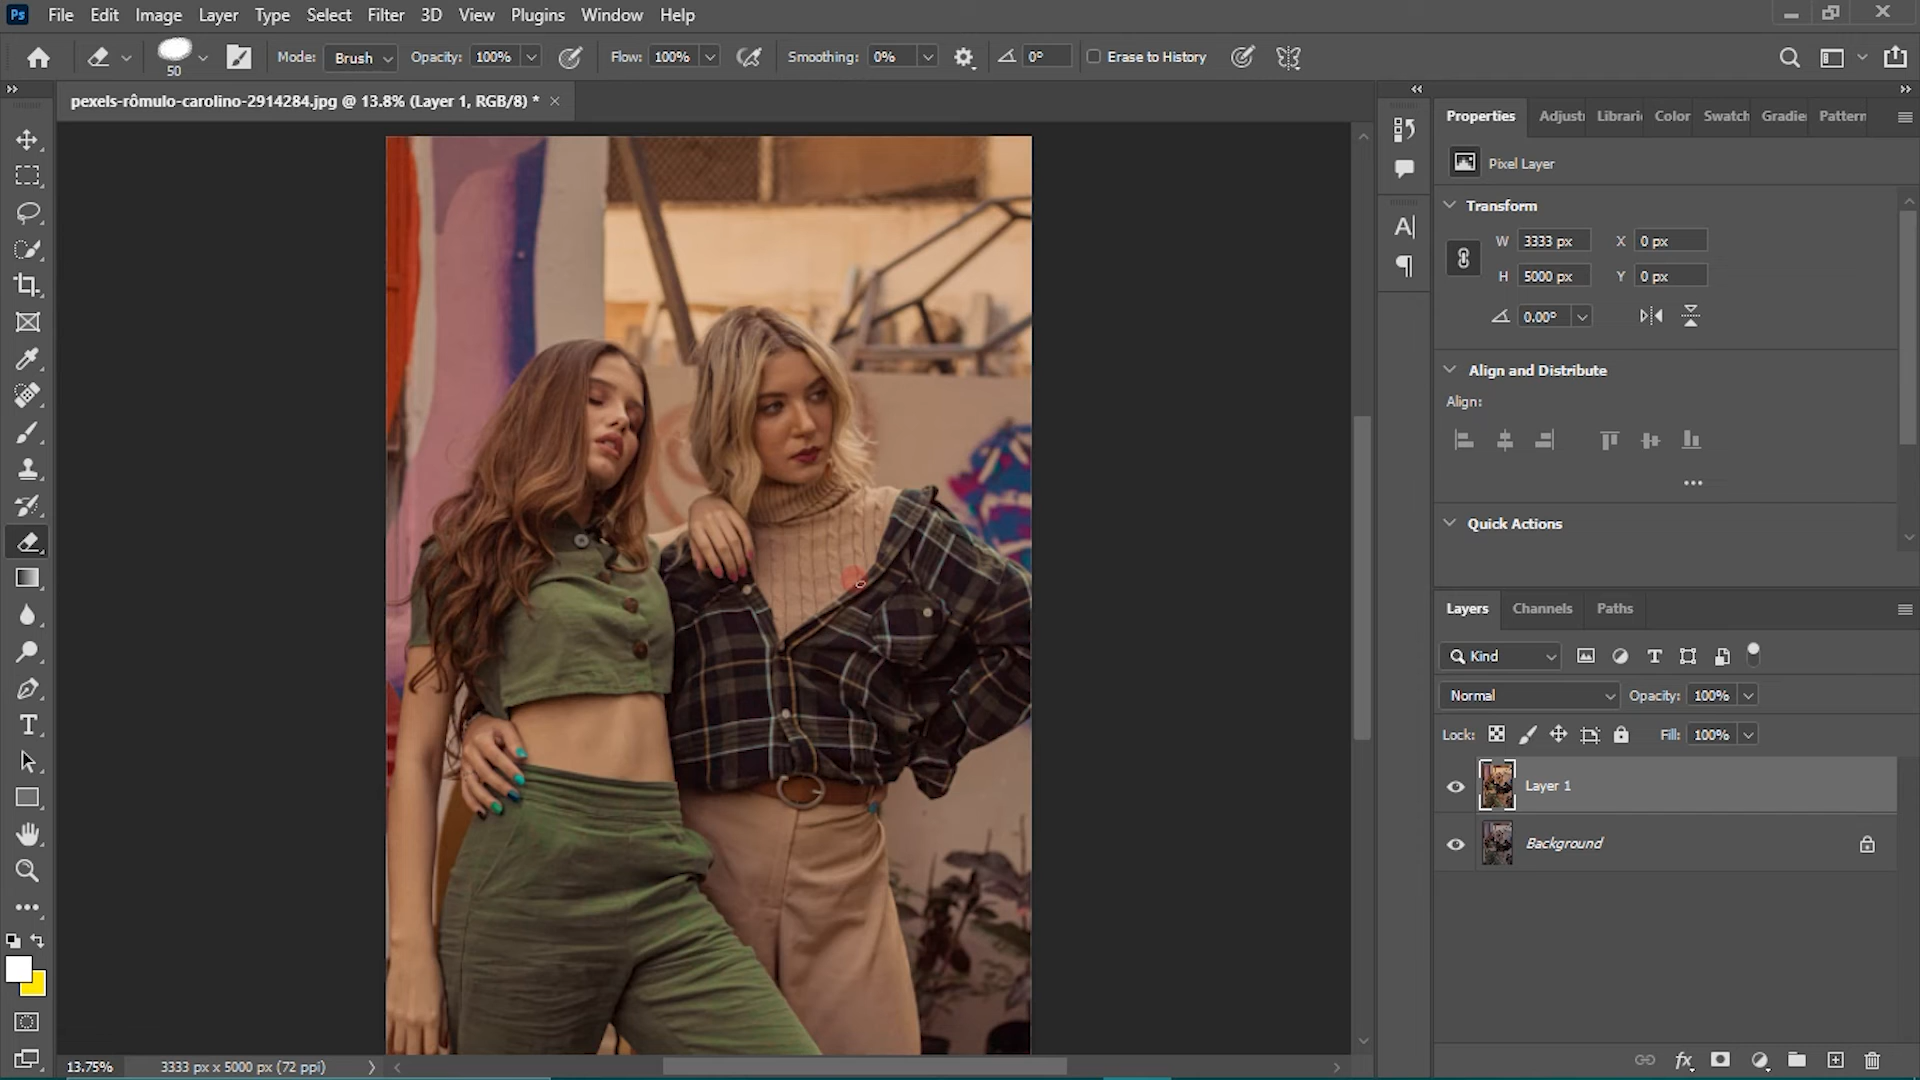 Ps File Edit Image Layer Type Select Filter 3D View Plugins Window Help
50 Mode: Brush Opacity: 100% Flow: 100% Smoothing: 0% 0° Erase to History
pexels-rômulo-carolino-2914284.jpg @ 13.8% (Layer 1, RGB/8) *
Properties Adjust Librari Color Swatch Gradie Pattern
Pixel Layer
Transform
W 3333 px X 0 px
H 5000 px Y 0 px
0.00°
Align and Distribute
Align:
Quick Actions
Layers Channels Paths
Kind
Normal Opacity: 100%
Lock: Fill: 100%
Layer 1
Background
13.75% 3333 px x 5000 px (72 ppi)